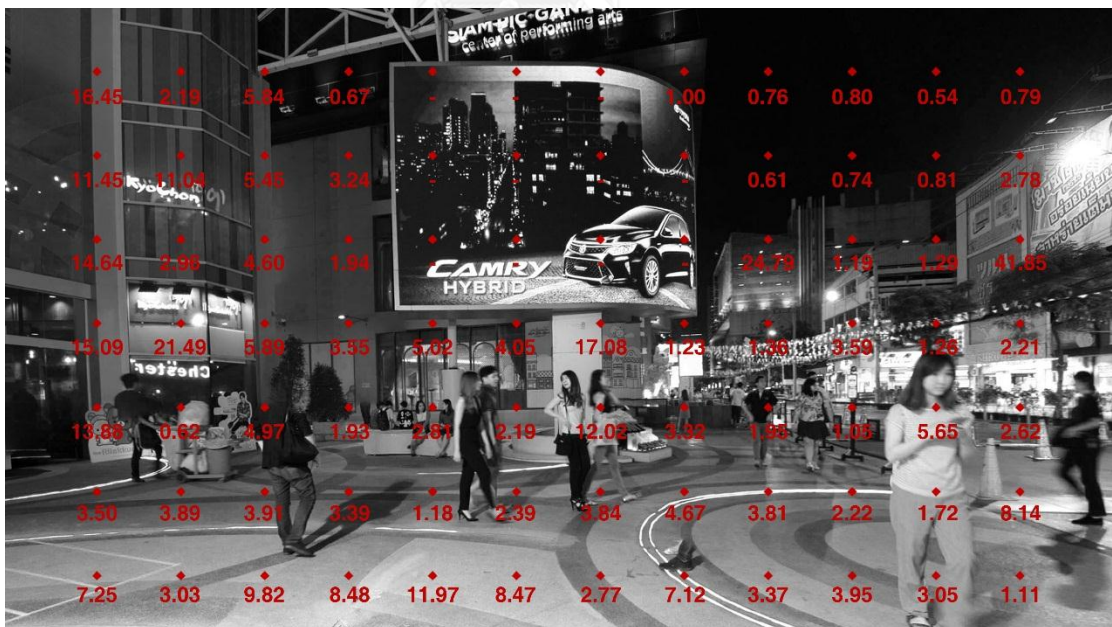 SIAM-PIC-GANESHA
center of performing arts
16.45 2.19 5.84 0.67 - - - 1.00 0.76 0.80 0.54 0.79
11.45 11.04 5.45 3.24 - - - - 0.61 0.74 0.81 2.78
KyoChon
14.64 2.96 4.60 1.94 - - - - 24.79 1.19 1.29 41.85
CAMRY
HYBRID
15.09 21.49 5.89 3.55 5.02 4.05 17.08 1.23 1.36 3.59 1.26 2.21
Chester
13.88 0.62 4.97 1.93 2.81 2.19 12.02 3.32 1.95 1.05 5.65 2.62
3.50 3.89 3.91 3.39 1.18 2.39 3.84 4.67 3.81 2.22 1.72 8.14
7.25 3.03 9.82 8.48 11.97 8.47 2.77 7.12 3.37 3.95 3.05 1.11